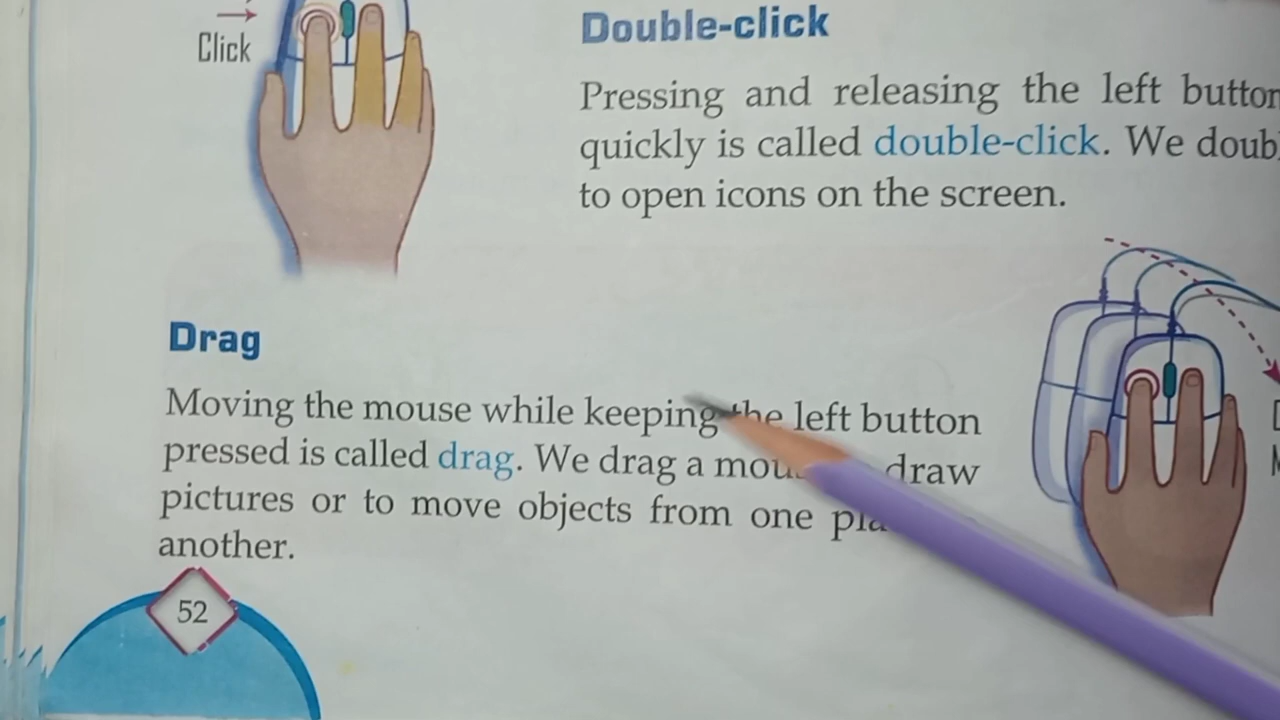 Click
Double-click
Pressing and releasing the left button
quickly is called double-click. We doub
to open icons on the screen.
Drag
Moving the mouse while keeping the left button
pressed is called drag. We drag a mou draw
pictures or to move objects from one pla
another.
52